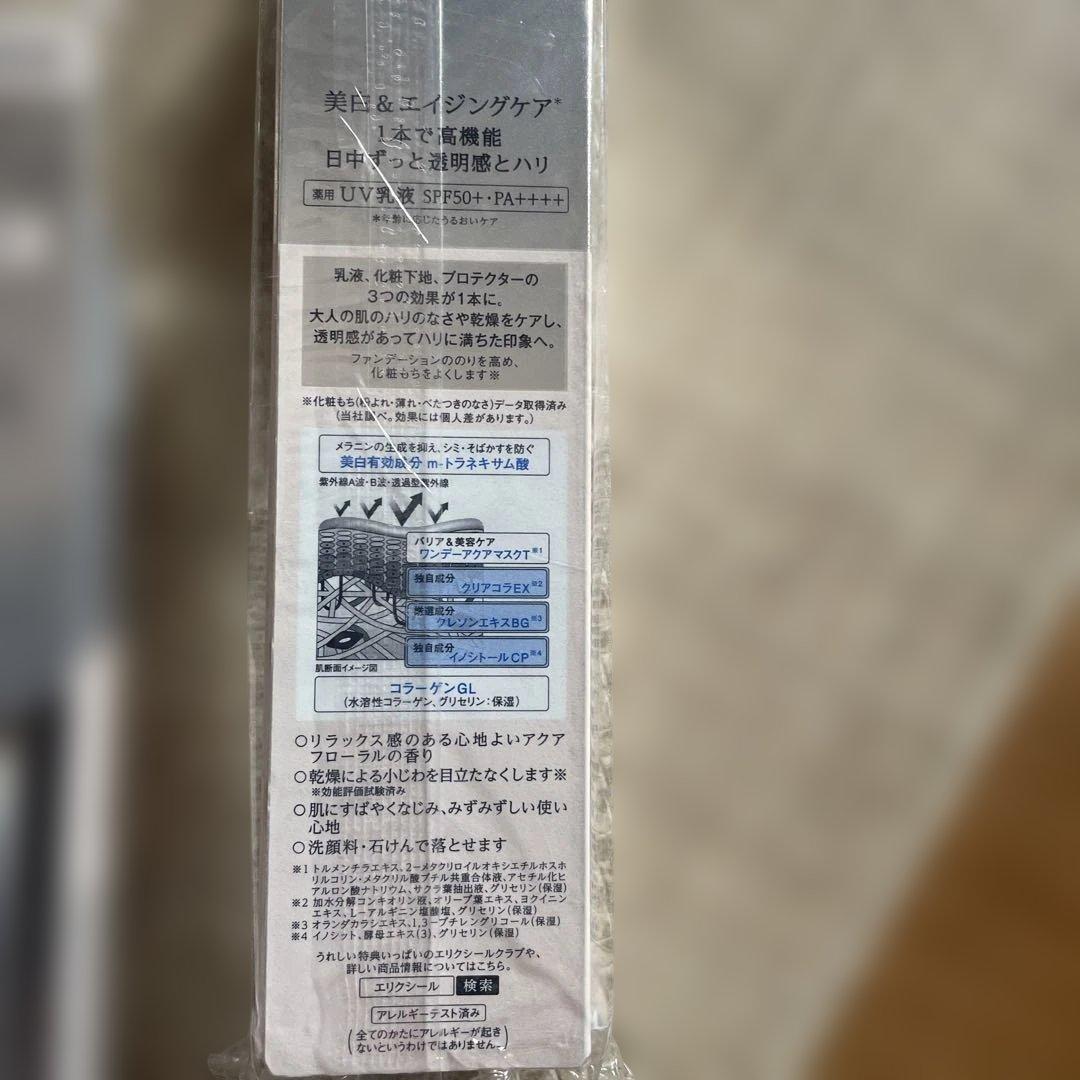 美白&エイジングケア*
1本で高機能
日中ずっと透明感とハリ
薬用 UV乳液 SPF50+・PA++++
*年齢に応じたうるおいケア
乳液、化粧下地、プロテクターの
3つの効果が1本に。
大人の肌のハリのなさや乾燥をケアし、
透明感があってハリに満ちた印象へ。
ファンデーションののりを高め、
化粧もちをよくします※
※化粧もち(粉よれ・薄れ・べたつきのなさ)データ取得済み
(当社調べ。効果には個人差があります。)
メラニンの生成を抑え、シミ・そばかすを防ぐ
美白有効成分 m-トラネキサム酸
紫外線A波・B波・透過型紫外線
バリア&美容ケア
ワンデーアクアマスクT※1
独自成分
クリアコラEX※2
厳選成分
クレソンエキスBG※3
独自成分
イノシトールCP※4
肌断面イメージ図
コラーゲンGL
(水溶性コラーゲン、グリセリン:保湿)
○リラックス感のある心地よいアクア
フローラルの香り
○乾燥による小じわを目立たなくします※
※効能評価試験済み
○肌にすばやくなじみ、みずみずしい使い
心地
○洗顔料・石けんで落とせます
※1 トルメンチラエキス、2-メタクリロイルオキシエチルホスホ
リルコリン・メタクリル酸ブチル共重合体液、アセチル化ヒ
アルロン酸ナトリウム、サクラ葉抽出液、グリセリン(保湿)
※2 加水分解コンキオリン液、オリーブ葉エキス、ヨクイニン
エキス、L-アルギニン塩酸塩、グリセリン(保湿)
※3 オランダカラシエキス、1,3-ブチレングリコール(保湿)
※4 イノシット、酵母エキス(3)、グリセリン(保湿)
うれしい特典いっぱいのエリクシールクラブや、
詳しい商品情報についてはこちら。
エリクシール 検索
アレルギーテスト済み
(全てのかたにアレルギーが起き
ないというわけではありません。)